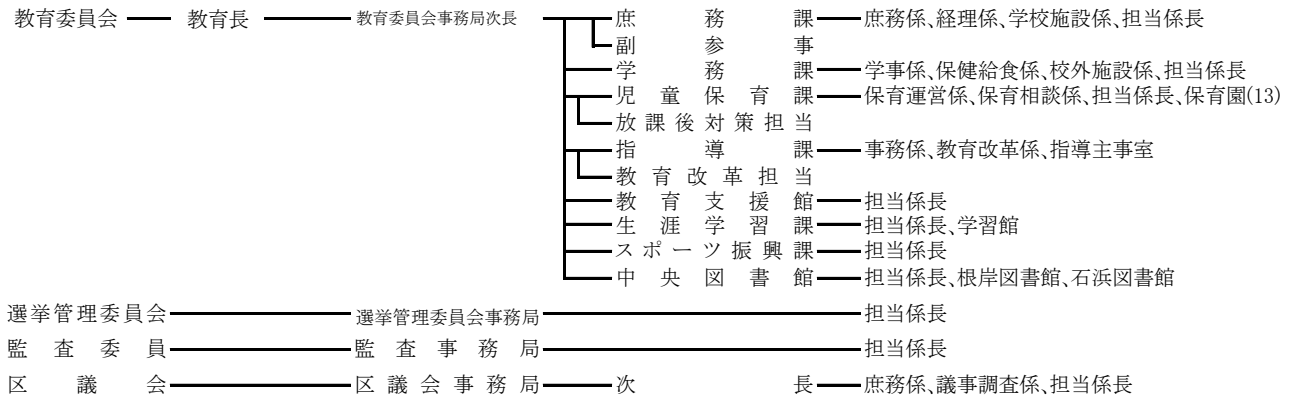 教育委員会 教育長 教育委員会事務局次長 庶務課 庶務係、経理係、学校施設係、担当係長
副参事
学務課 学事係、保健給食係、校外施設係、担当係長
児童保育課 保育運営係、保育相談係、担当係長、保育園(13)
放課後対策担当
指導課 事務係、教育改革係、指導主事室
教育改革担当
教育支援館 担当係長
生涯学習課 担当係長、学習館
スポーツ振興課 担当係長
中央図書館 担当係長、根岸図書館、石浜図書館
選挙管理委員会 選挙管理委員会事務局 担当係長
監査委員 監査事務局 担当係長
区議会 区議会事務局 次長 庶務係、議事調査係、担当係長